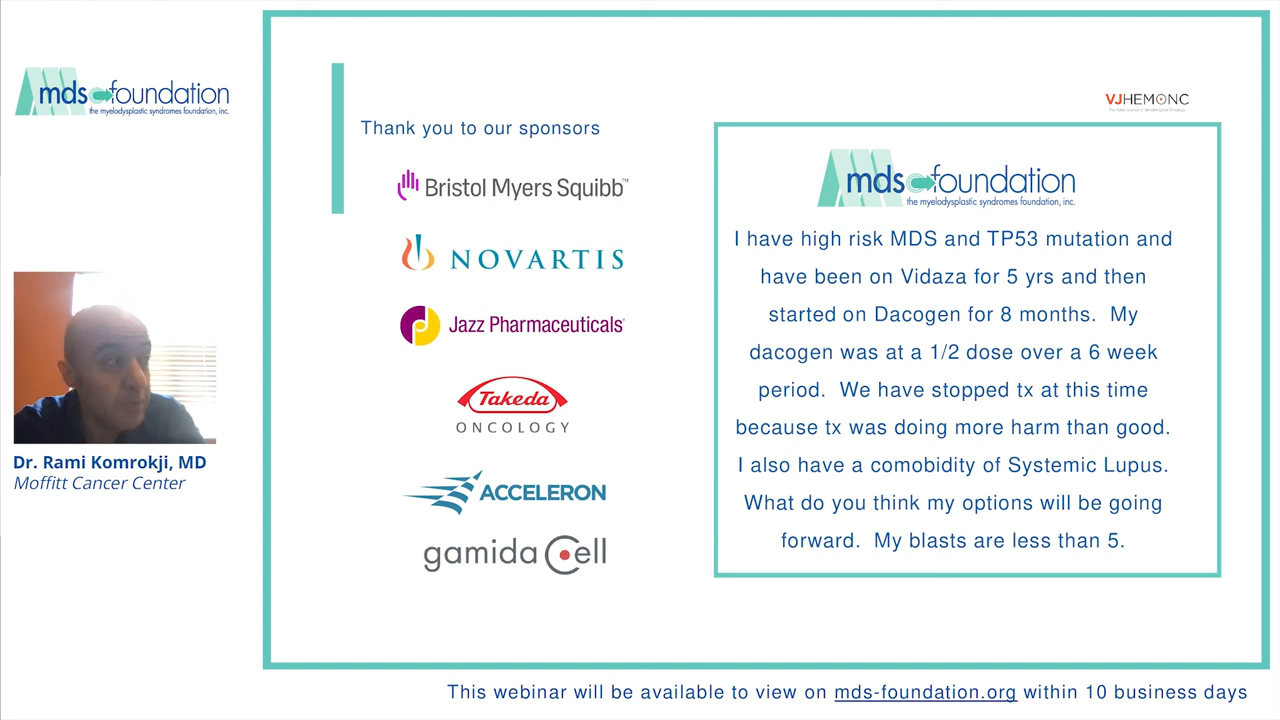 mds foundation
the myelodysplastic syndromes foundation, inc.
Dr. Rami Komrokji, MD
Moffitt Cancer Center
Thank you to our sponsors
Bristol Myers Squibb™
NOVARTIS
Jazz Pharmaceuticals
Takeda
ONCOLOGY
ACCELERON
gamida Cell
VJHEMONC
mds foundation
the myelodysplastic syndromes foundation, inc.
I have high risk MDS and TP53 mutation and
have been on Vidaza for 5 yrs and then
started on Dacogen for 8 months. My
dacogen was at a 1/2 dose over a 6 week
period. We have stopped tx at this time
because tx was doing more harm than good.
I also have a comobidity of Systemic Lupus.
What do you think my options will be going
forward. My blasts are less than 5.
This webinar will be available to view on mds-foundation.org within 10 business days